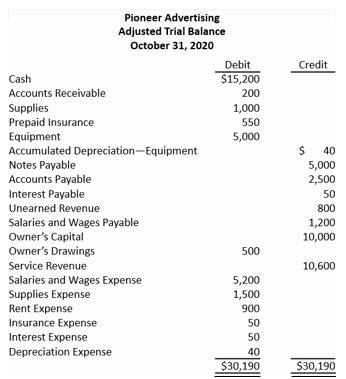 Pioneer Advertising
Adjusted Trial Balance
October 31, 2020
Debit Credit
Cash $15,200
Accounts Receivable 200
Supplies 1,000
Prepaid Insurance 550
Equipment 5,000
Accumulated Depreciation—Equipment $ 40
Notes Payable 5,000
Accounts Payable 2,500
Interest Payable 50
Unearned Revenue 800
Salaries and Wages Payable 1,200
Owner's Capital 10,000
Owner's Drawings 500
Service Revenue 10,600
Salaries and Wages Expense 5,200
Supplies Expense 1,500
Rent Expense 900
Insurance Expense 50
Interest Expense 50
Depreciation Expense 40
$30,190 $30,190